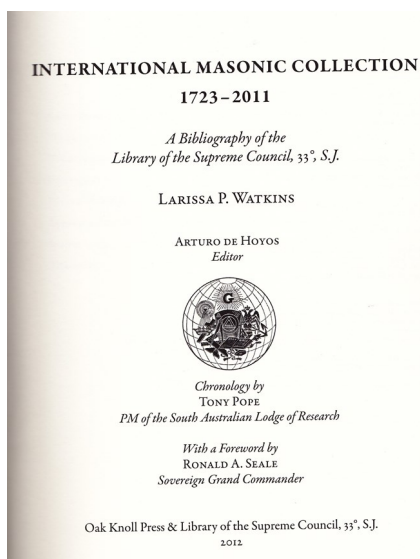 INTERNATIONAL MASONIC COLLECTION
1723–2011
A Bibliography of the
Library of the Supreme Council, 33°, S.J.
LARISSA P. WATKINS
ARTURO DE HOYOS
Editor
G
Chronology by
TONY POPE
PM of the South Australian Lodge of Research
With a Foreword by
RONALD A. SEALE
Sovereign Grand Commander
Oak Knoll Press & Library of the Supreme Council, 33°, S.J.
2012